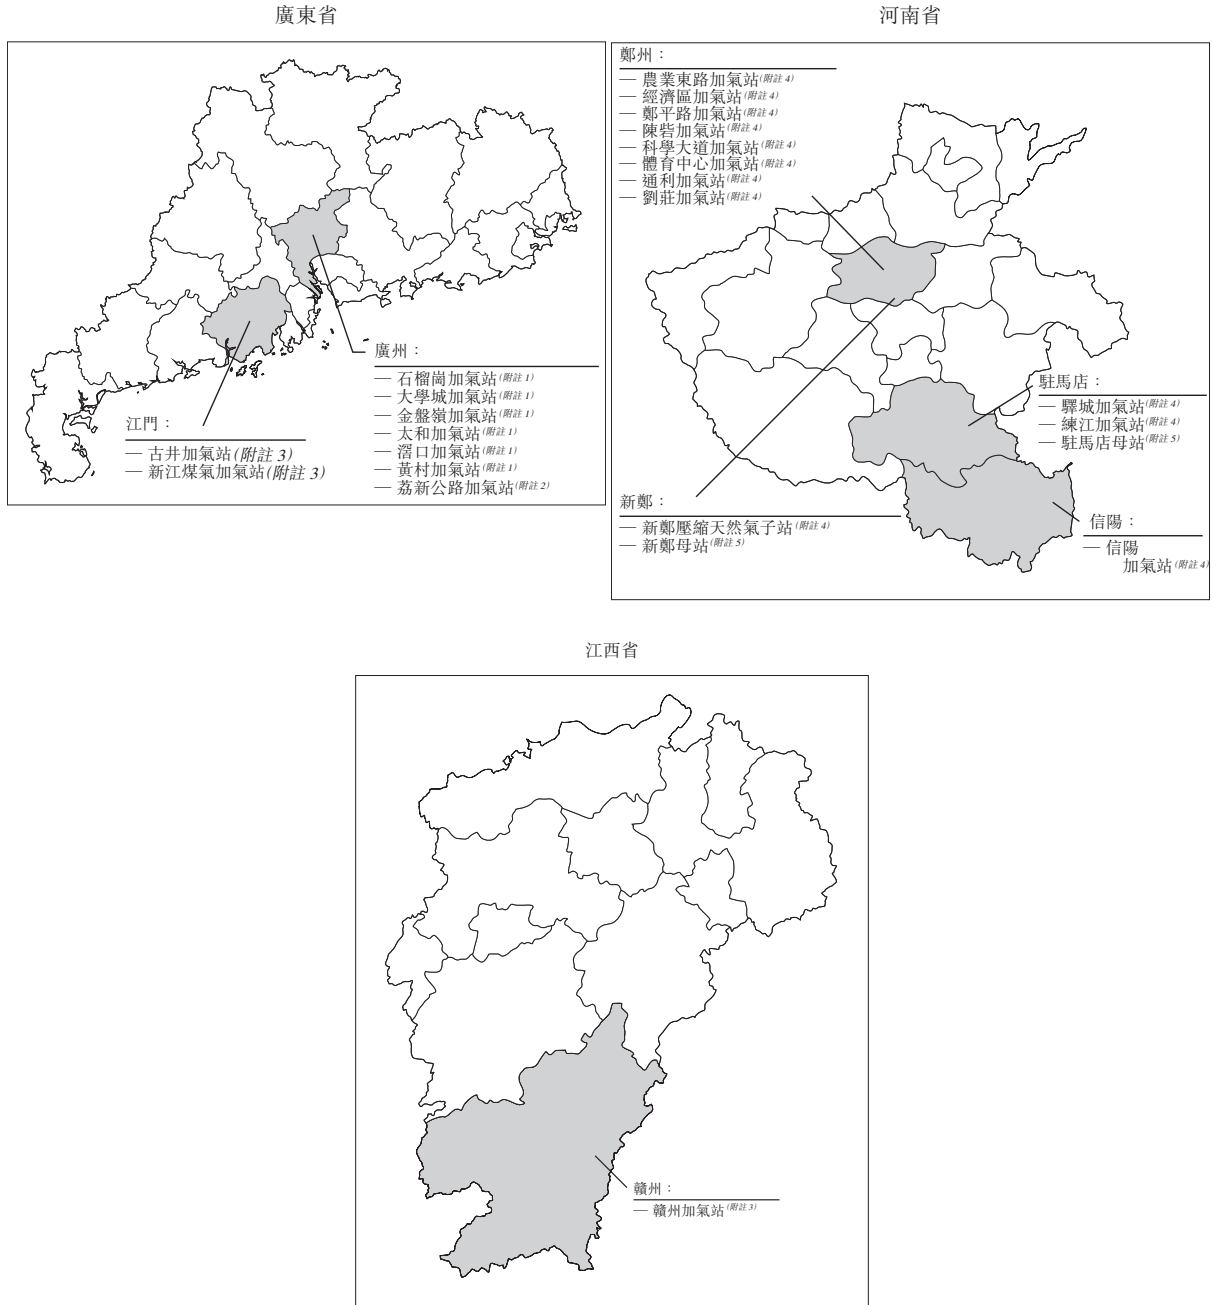 廣東省
江門：
— 古井加氣站(附註 3)
— 新江煤氣加氣站(附註 3)
廣州：
— 石榴崗加氣站(附註 1)
— 大學城加氣站(附註 1)
— 金盤嶺加氣站(附註 1)
— 太和加氣站(附註 1)
— 滘口加氣站(附註 1)
— 黃村加氣站(附註 1)
— 荔新公路加氣站(附註 2)
河南省
鄭州：
— 農業東路加氣站(附註 4)
— 經濟區加氣站(附註 4)
— 鄭平路加氣站(附註 4)
— 陳砦加氣站(附註 4)
— 科學大道加氣站(附註 4)
— 體育中心加氣站(附註 4)
— 通利加氣站(附註 4)
— 劉莊加氣站(附註 4)
駐馬店：
— 驛城加氣站(附註 4)
— 練江加氣站(附註 4)
— 駐馬店母站(附註 5)
新鄭：
— 新鄭壓縮天然氣子站(附註 4)
— 新鄭母站(附註 5)
信陽：
— 信陽
加氣站(附註 4)
江西省
贛州：
— 贛州加氣站(附註 3)